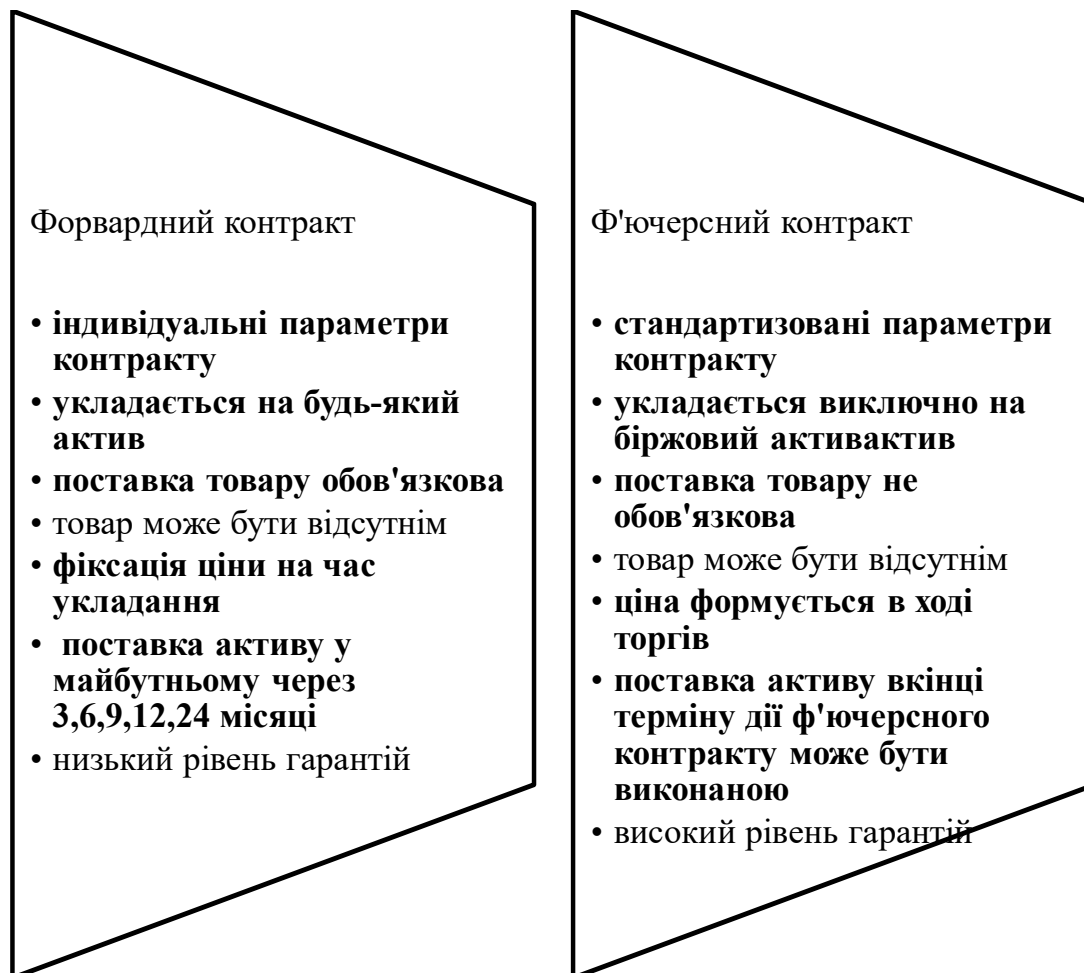 Форвардний контракт
• індивідуальні параметри
контракту
• укладається на будь-який
актив
• поставка товару обов'язкова
• товар може бути відсутнім
• фіксація ціни на час
укладання
• поставка активу у
майбутньому через
3,6,9,12,24 місяці
• низький рівень гарантій
Ф'ючерсний контракт
• стандартизовані параметри
контракту
• укладається виключно на
біржовий активактив
• поставка товару не
обов'язкова
• товар може бути відсутнім
• ціна формується в ході
торгів
• поставка активу вкінці
терміну дії ф'ючерсного
контракту може бути
виконаною
• високий рівень гарантій